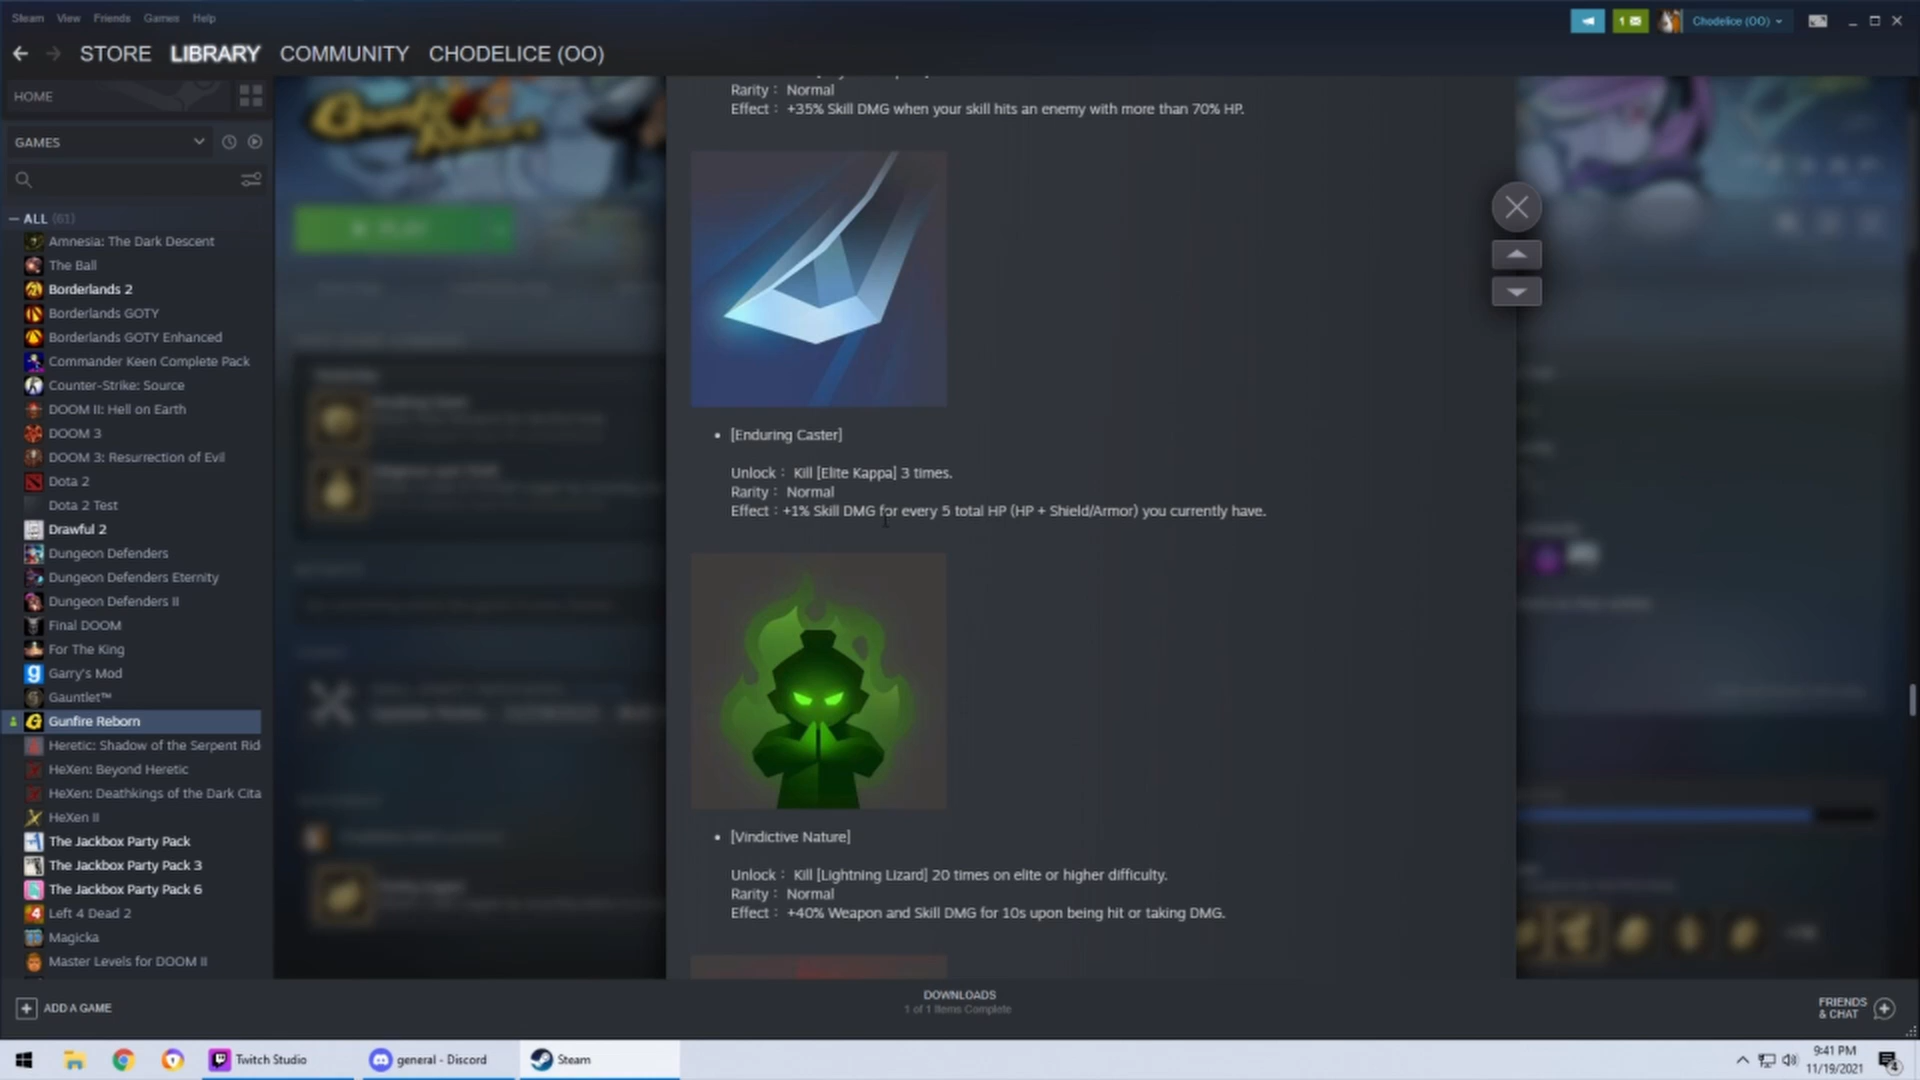 Steam View Friends Games Help
1
Chodelice (OO)
STORE LIBRARY COMMUNITY CHODELICE (OO)
HOME
GAMES
— ALL (61)
Amnesia: The Dark Descent
The Ball
Borderlands 2
Borderlands GOTY
Borderlands GOTY Enhanced
Commander Keen Complete Pack
Counter-Strike: Source
DOOM II: Hell on Earth
DOOM 3
DOOM 3: Resurrection of Evil
Dota 2
Dota 2 Test
Drawful 2
Dungeon Defenders
Dungeon Defenders Eternity
Dungeon Defenders II
Final DOOM
For The King
Garry's Mod
Gauntlet™
Gunfire Reborn
Heretic: Shadow of the Serpent Rid
HeXen: Beyond Heretic
HeXen: Deathkings of the Dark Cita
HeXen II
The Jackbox Party Pack
The Jackbox Party Pack 3
The Jackbox Party Pack 6
Left 4 Dead 2
Magicka
Master Levels for DOOM II
Gunfire
Reborn
PLAY
Rarity： Normal
Effect： +35% Skill DMG when your skill hits an enemy with more than 70% HP.
• [Enduring Caster]
Unlock： Kill [Elite Kappa] 3 times.
Rarity： Normal
Effect：+1% Skill DMG for every 5 total HP (HP + Shield/Armor) you currently have.
• [Vindictive Nature]
Unlock： Kill [Lightning Lizard] 20 times on elite or higher difficulty.
Rarity： Normal
Effect： +40% Weapon and Skill DMG for 10s upon being hit or taking DMG.
+ ADD A GAME
DOWNLOADS
1 of 1 Items Complete
FRIENDS
& CHAT
Twitch Studio
general - Discord
Steam
9:41 PM
11/19/2021
4